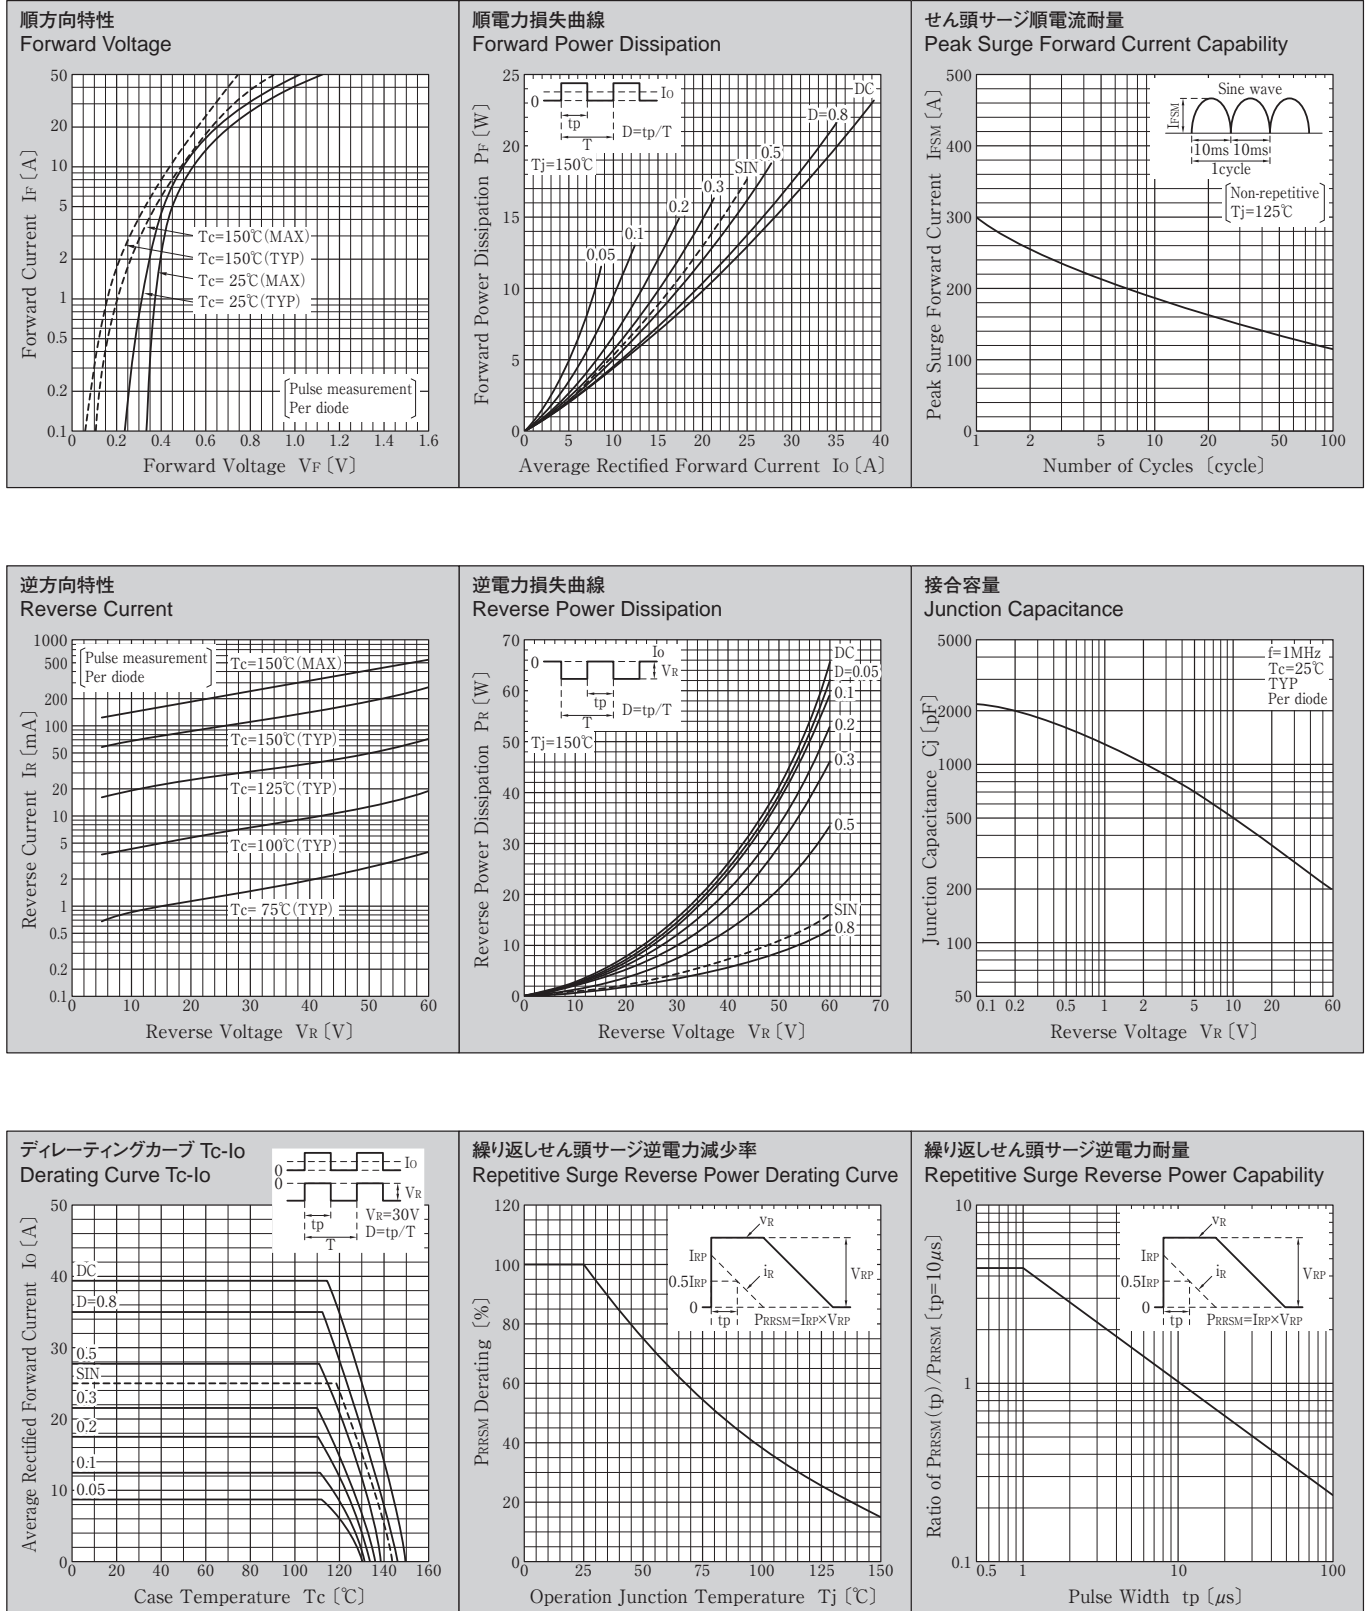 順方向特性
Forward Voltage
50
20
10
5
2
1
0.5
0.2
0.1
0
0.2
0.4
0.6
0.8
1.0
1.2
1.4
1.6
Forward Current IF〔A〕
Tc=150℃(MAX)
Tc=150℃(TYP)
Tc= 25℃(MAX)
Tc= 25℃(TYP)
Pulse measurement
Per diode
Forward Voltage VF〔V〕
順電力損失曲線
Forward Power Dissipation
25
20
15
10
5
0
0
5
10
15
20
25
30
35
40
Forward Power Dissipation PF〔W〕
0
Io
tp
T
D=tp/T
Tj=150℃
DC
D=0.8
0.5
SIN
0.3
0.2
0.1
0.05
Average Rectified Forward Current Io〔A〕
せん頭サージ順電流耐量
Peak Surge Forward Current Capability
500
400
300
200
100
0
1
2
5
10
20
50
100
Peak Surge Forward Current IFSM〔A〕
Sine wave
IFSM
10ms
10ms
1cycle
Non-repetitive
Tj=125℃
Number of Cycles〔cycle〕
逆方向特性
Reverse Current
1000
500
200
100
50
20
10
5
2
1
0.5
0.2
0.1
0
10
20
30
40
50
60
Reverse Current IR〔mA〕
Pulse measurement
Per diode
Tc=150℃(MAX)
Tc=150℃(TYP)
Tc=125℃(TYP)
Tc=100℃(TYP)
Tc= 75℃(TYP)
Reverse Voltage VR〔V〕
逆電力損失曲線
Reverse Power Dissipation
70
60
50
40
30
20
10
0
0
10
20
30
40
50
60
70
Reverse Power Dissipation PR〔W〕
0
Io
VR
tp
T
D=tp/T
Tj=150℃
DC
D=0.05
0.1
0.2
0.3
0.5
SIN
0.8
Reverse Voltage VR〔V〕
接合容量
Junction Capacitance
5000
2000
1000
500
200
100
50
0.1
0.2
0.5
1
2
5
10
20
60
Junction Capacitance Cj〔pF〕
f=1MHz
Tc=25℃
TYP
Per diode
Reverse Voltage VR〔V〕
ディレーティングカーブ Tc-Io
Derating Curve Tc-Io
0
Io
0
VR
tp
VR=30V
D=tp/T
T
50
40
30
20
10
0
0
20
40
60
80
100
120
140
160
Average Rectified Forward Current Io〔A〕
DC
D=0.8
0.5
SIN
0.3
0.2
0.1
0.05
Case Temperature Tc〔℃〕
繰り返しせん頭サージ逆電力減少率
Repetitive Surge Reverse Power Derating Curve
120
100
80
60
40
20
0
0
25
50
75
100
125
150
PRRSM Derating〔%〕
vR
IRP
0.5IRP
iR
VRP
0
tp
PRRSM=IRP×VRP
Operation Junction Temperature Tj〔℃〕
繰り返しせん頭サージ逆電力耐量
Repetitive Surge Reverse Power Capability
10
1
0.1
0.5
1
10
100
Ratio of PRRSM(tp)/PRRSM〔tp=10μs〕
vR
IRP
0.5IRP
iR
VRP
0
tp
PRRSM=IRP×VRP
Pulse Width tp〔μs〕